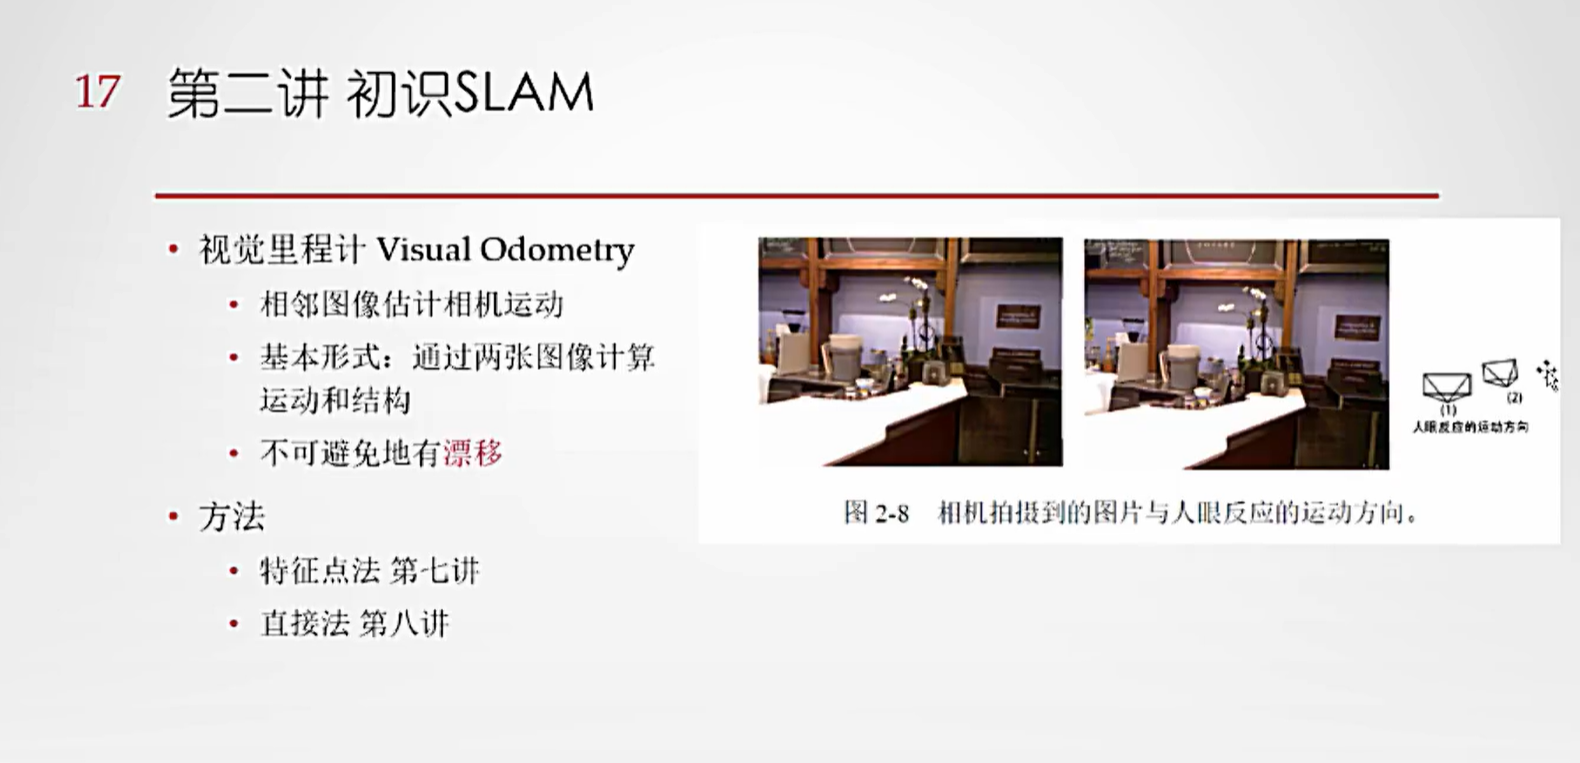 17 第二讲 初识SLAM
• 视觉里程计 Visual Odometry
• 相邻图像估计相机运动
• 基本形式：通过两张图像计算
运动和结构
• 不可避免地有漂移
• 方法
• 特征点法 第七讲
• 直接法 第八讲
(1)
(2)
人眼反应的运动方向
图 2-8 相机拍摄到的图片与人眼反应的运动方向。